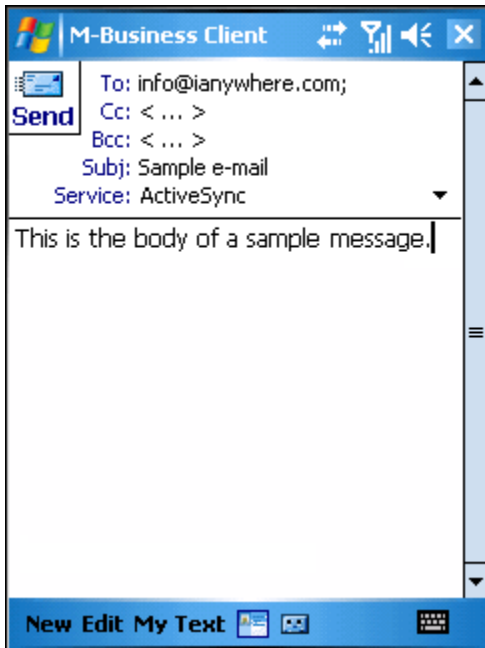 M-Business Client
Send
To: info@ianywhere.com;
Cc: < ... >
Bcc: < ... >
Subj: Sample e-mail
Service: ActiveSync
This is the body of a sample message.
New Edit My Text